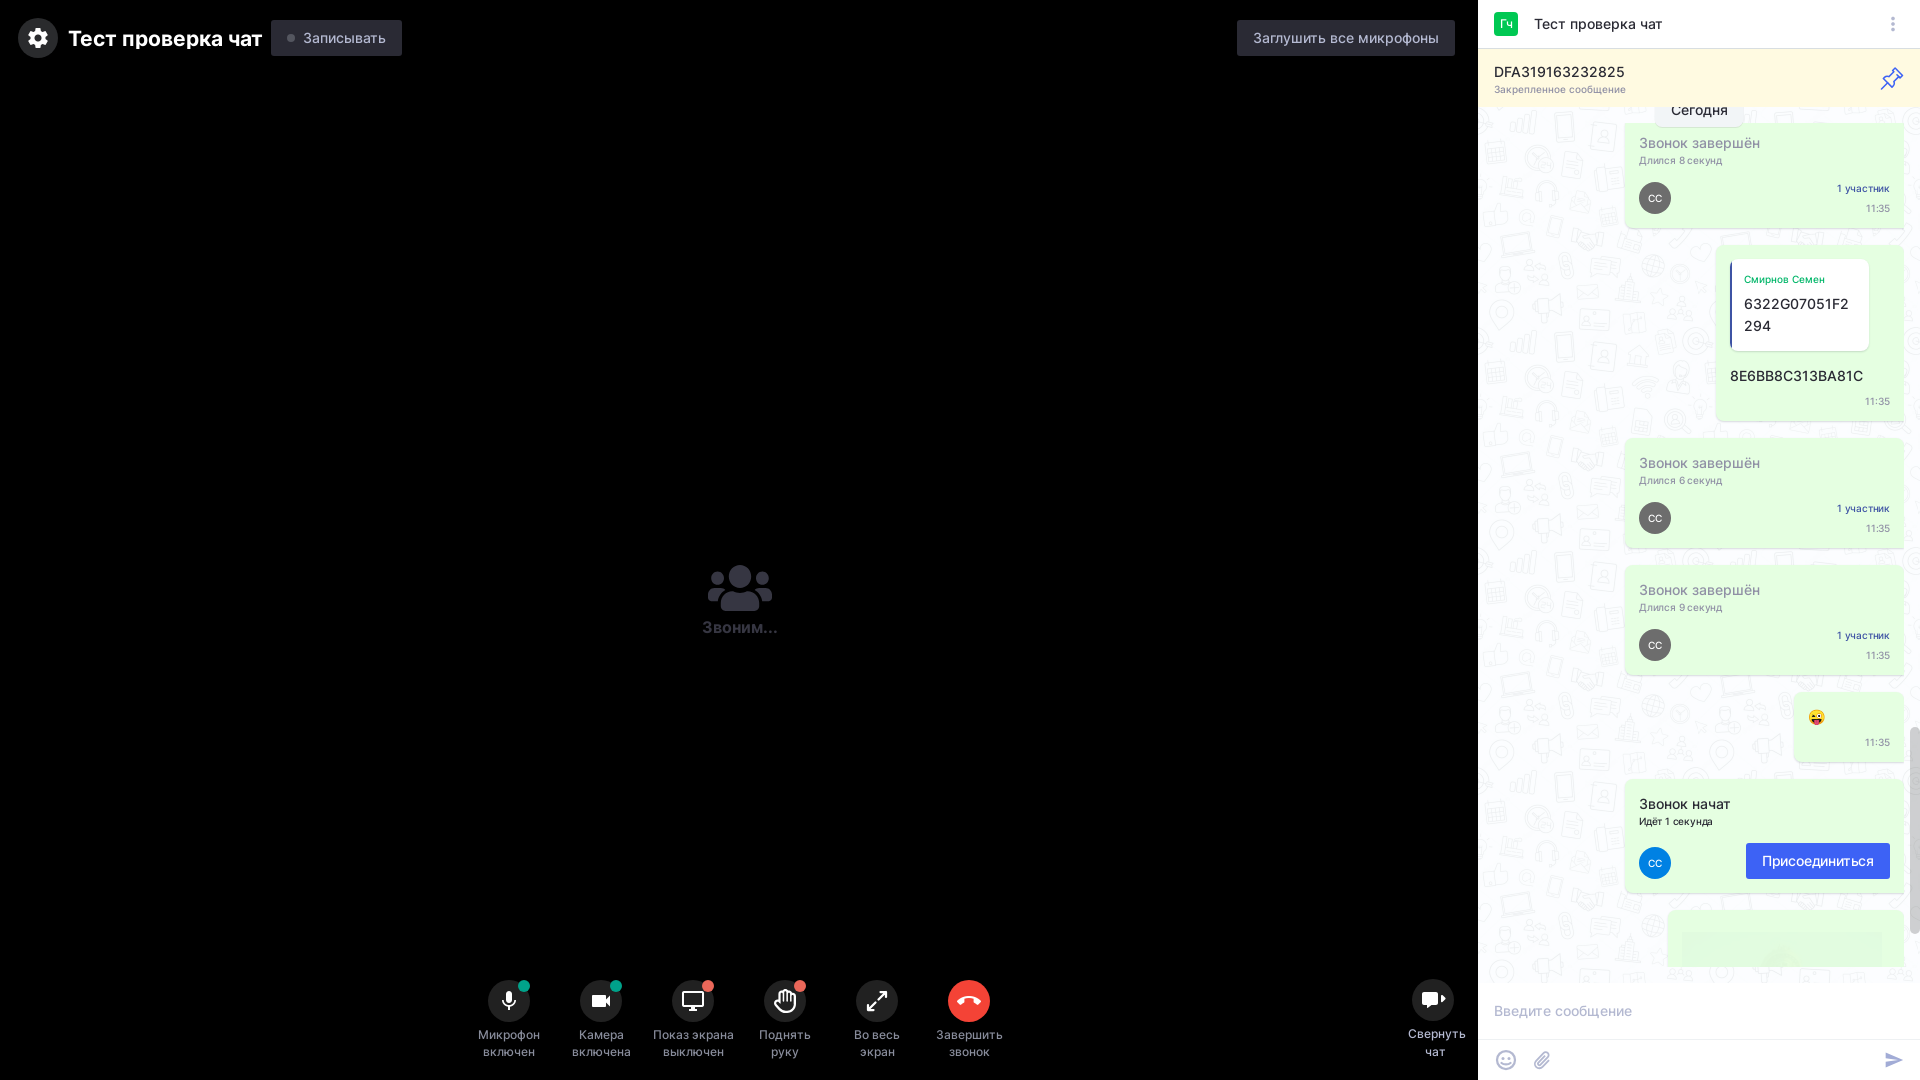 Тест проверка чат
Записывать
Заглушить все микрофоны
Звоним...
Микрофон
включен
Камера
включена
Показ экрана
выключен
Поднять
руку
Во весь
экран
Завершить
звонок
Свернуть
чат
Гч
Тест проверка чат
DFA319163232825
Закрепленное сообщение
Сегодня
Звонок завершён
Длился 8 секунд
СС
1 участник
11:35
Смирнов Семен
6322G07051F2
294
8E6BB8C313BA81C
11:35
Звонок завершён
Длился 6 секунд
СС
1 участник
11:35
Звонок завершён
Длился 9 секунд
СС
1 участник
11:35
11:35
Звонок начат
Идёт 1 секунда
СС
Присоединиться
Введите сообщение